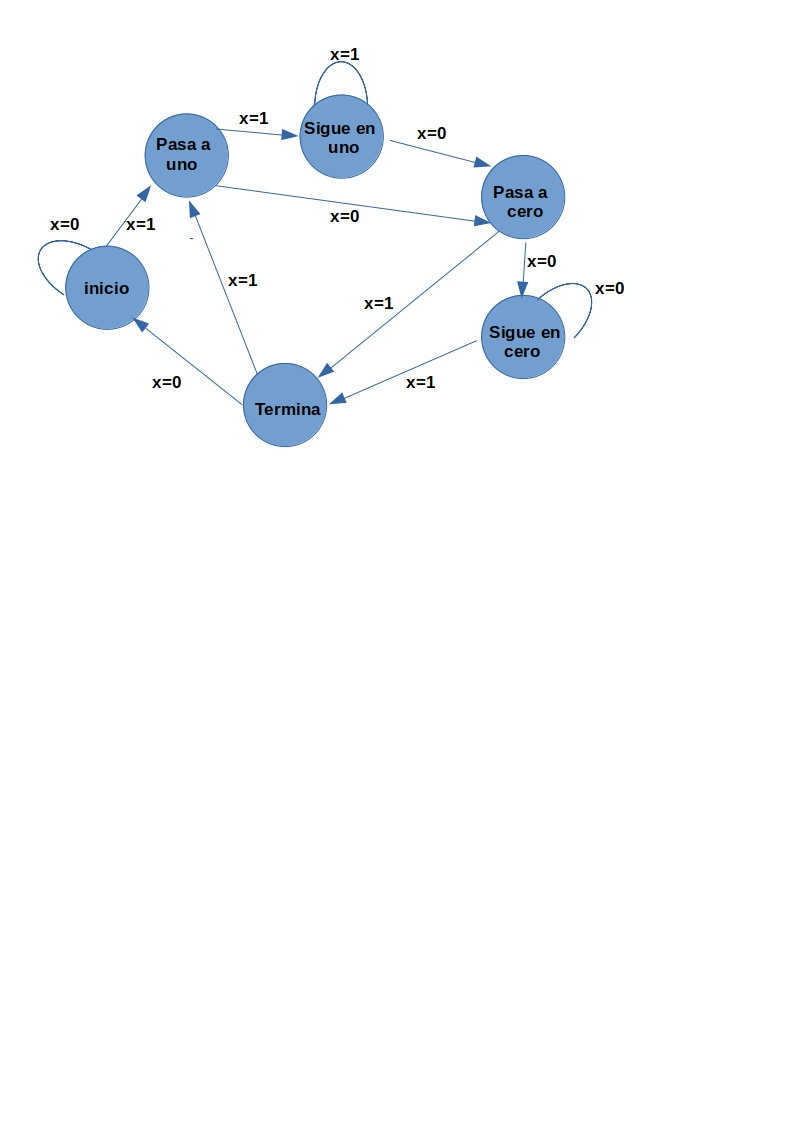 x=1
x=1
Sigue en
uno
x=0
Pasa a
uno
Pasa a
cero
x=0
x=0
x=1
-
x=0
inicio
x=1
x=0
x=1
Sigue en
cero
x=0
x=1
Termina